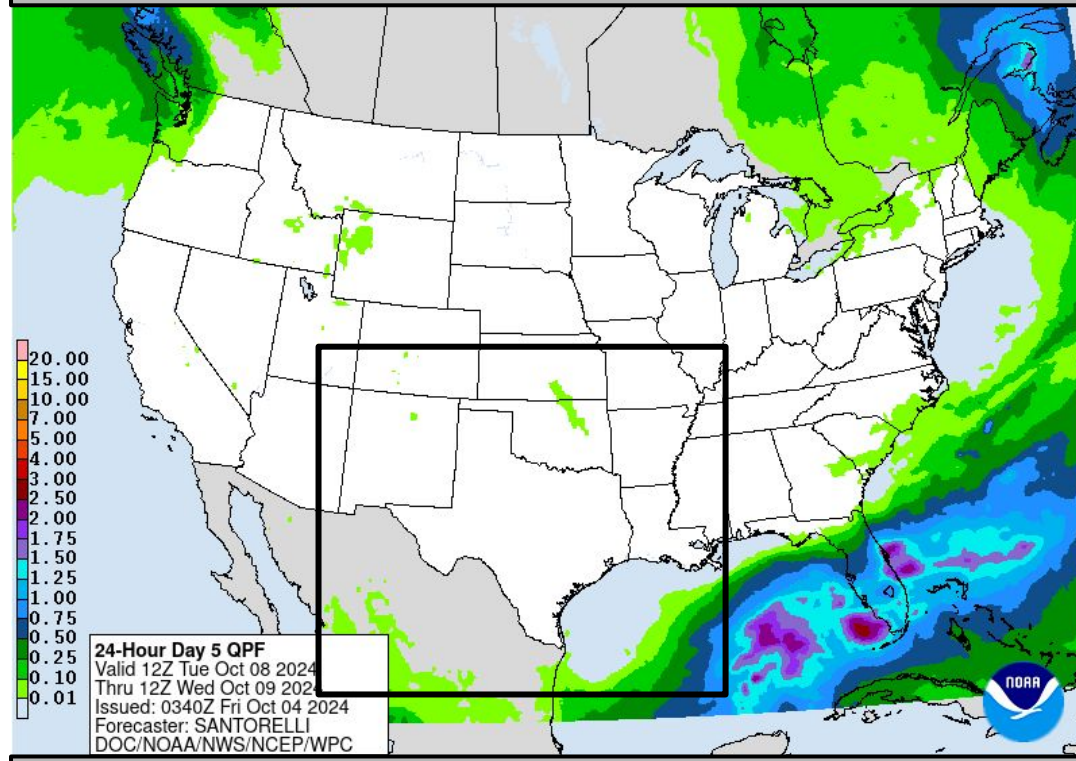 20.00
15.00
10.00
7.00
5.00
4.00
3.00
2.50
2.00
1.75
1.50
1.25
1.00
0.75
0.50
0.25
0.10
0.01
24-Hour Day 5 QPF
Valid 12Z Tue Oct 08 2024
Thru 12Z Wed Oct 09 2024
Issued: 0340Z Fri Oct 04 2024
Forecaster: SANTORELLI
DOC/NOAA/NWS/NCEP/WPC
NOAA